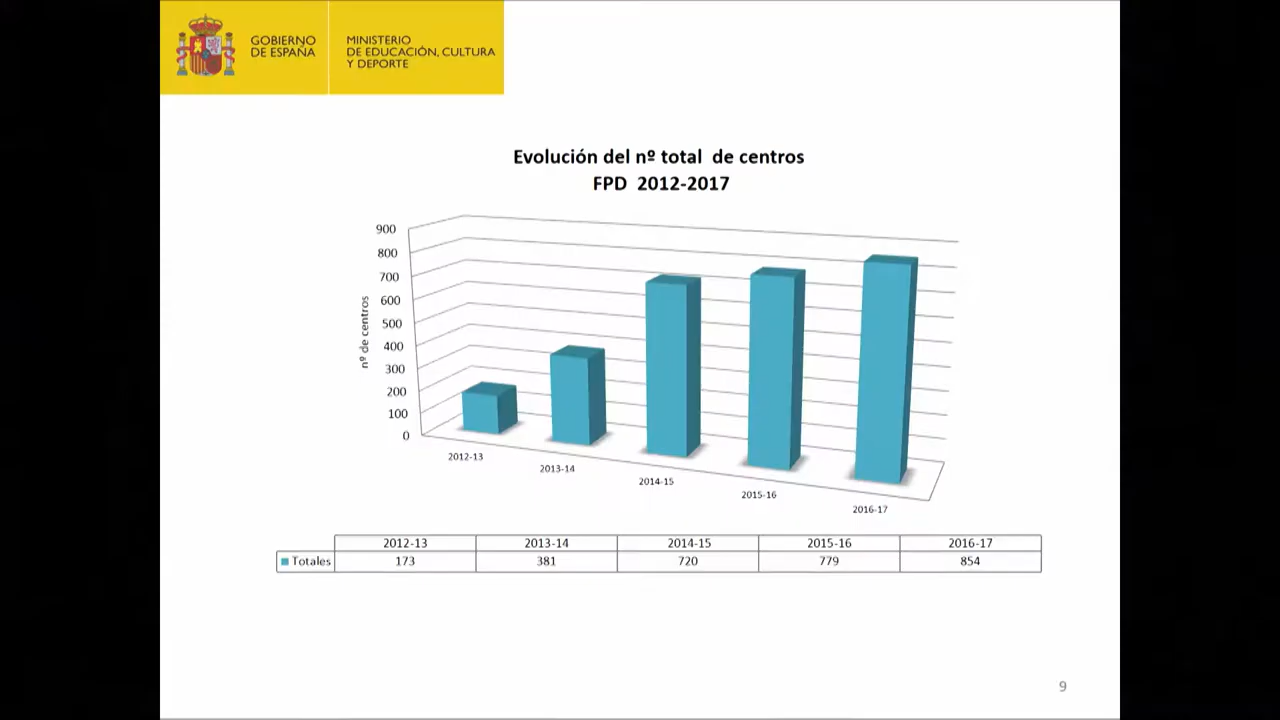 GOBIERNO
DE ESPAÑA
MINISTERIO
DE EDUCACIÓN, CULTURA
Y DEPORTE
Evolución del nº total de centros
FPD 2012-2017
nº de centros
900
800
700
600
500
400
300
200
100
0
2012-13
2013-14
2014-15
2015-16
2016-17
2012-13 2013-14 2014-15 2015-16 2016-17
Totales 173 381 720 779 854
9